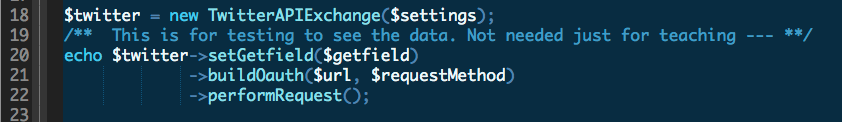 18 $twitter = new TwitterAPIExchange($settings);
19 /**  This is for testing to see the data. Not needed just for teaching --- **/
20 echo $twitter->setGetfield($getfield)
21 ->buildOauth($url, $requestMethod)
22 ->performRequest();
23